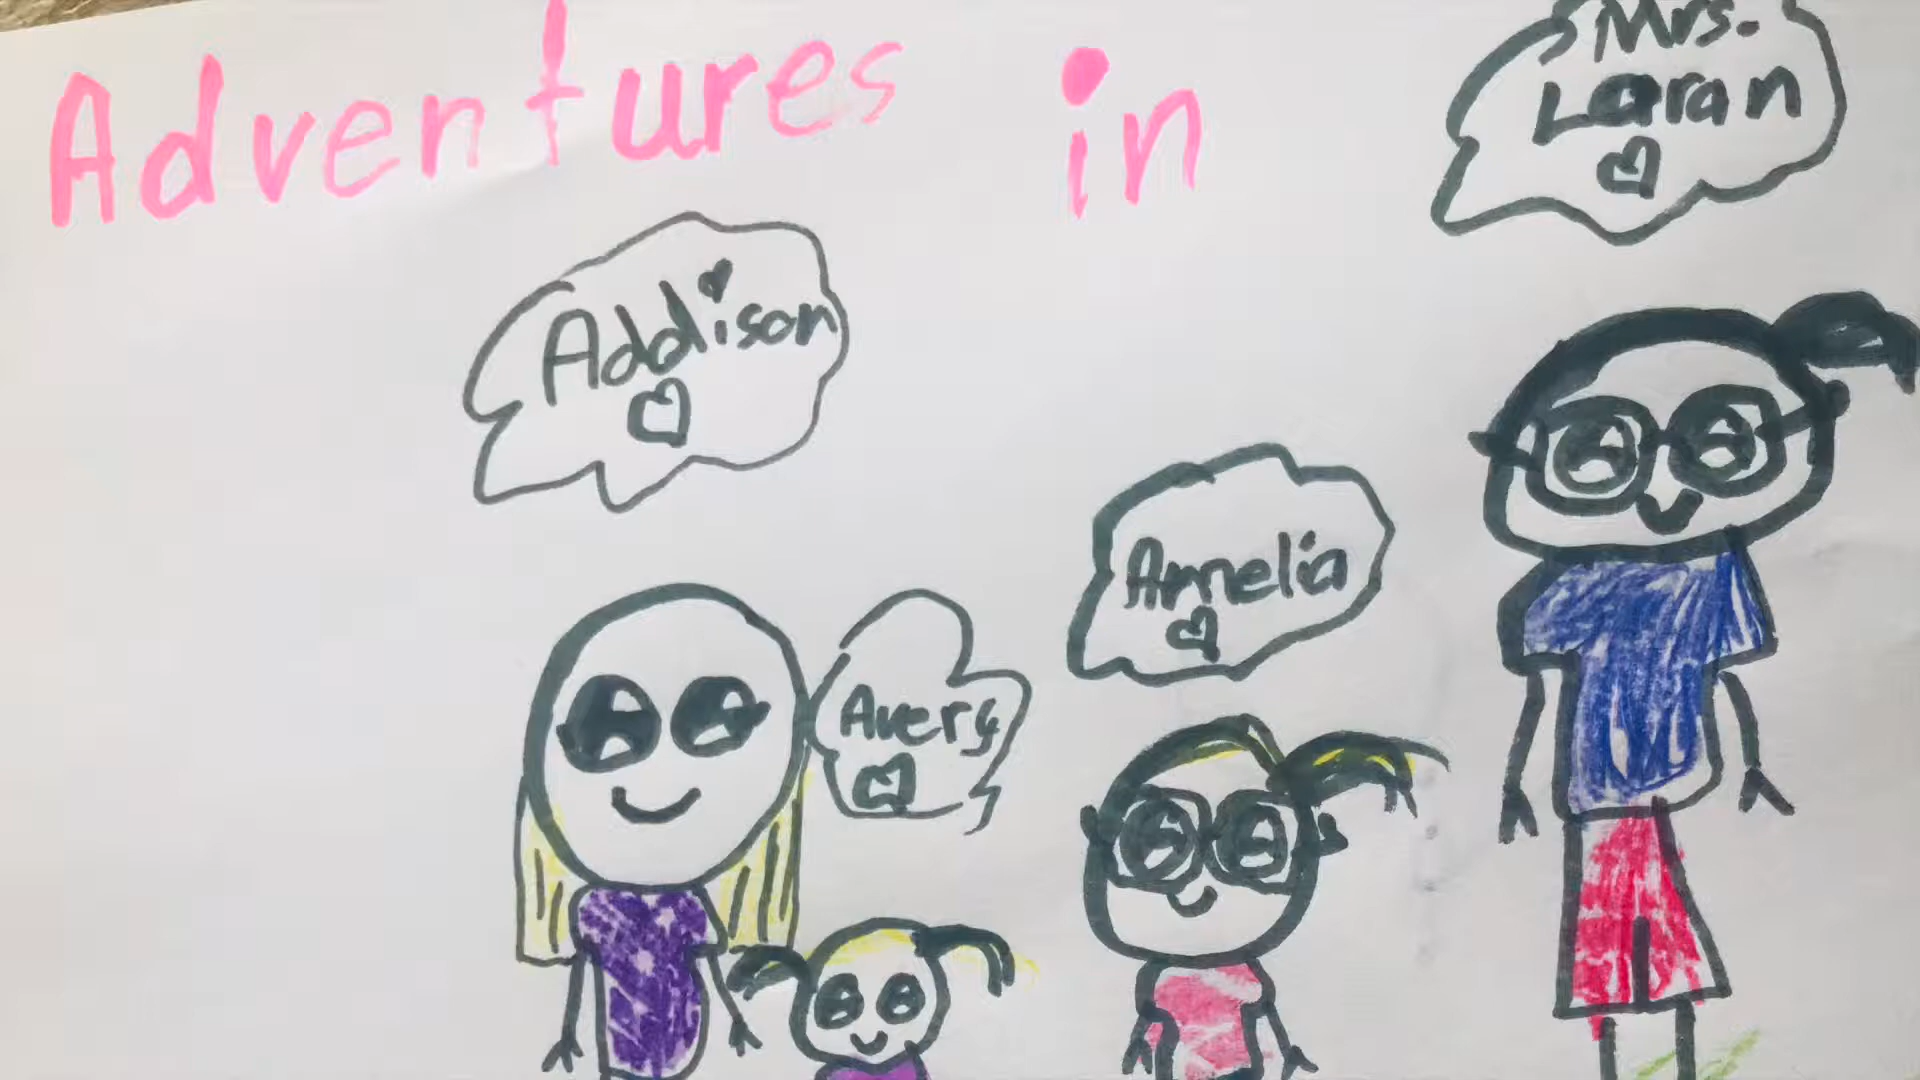 Adventures in
Mrs.
Laran
Addison
Amelia
Avery